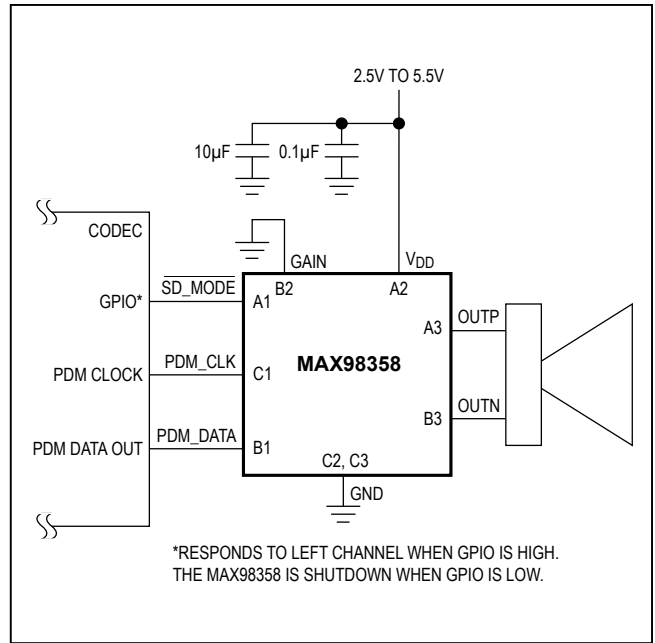 2.5V TO 5.5V
10µF
0.1µF
CODEC
GAIN
VDD
SD_MODE
B2
A2
GPIO*
A1
A3
OUTP
PDM CLOCK
PDM_CLK
C1
MAX98358
PDM DATA OUT
PDM_DATA
B1
B3
OUTN
C2, C3
GND
*RESPONDS TO LEFT CHANNEL WHEN GPIO IS HIGH.
THE MAX98358 IS SHUTDOWN WHEN GPIO IS LOW.